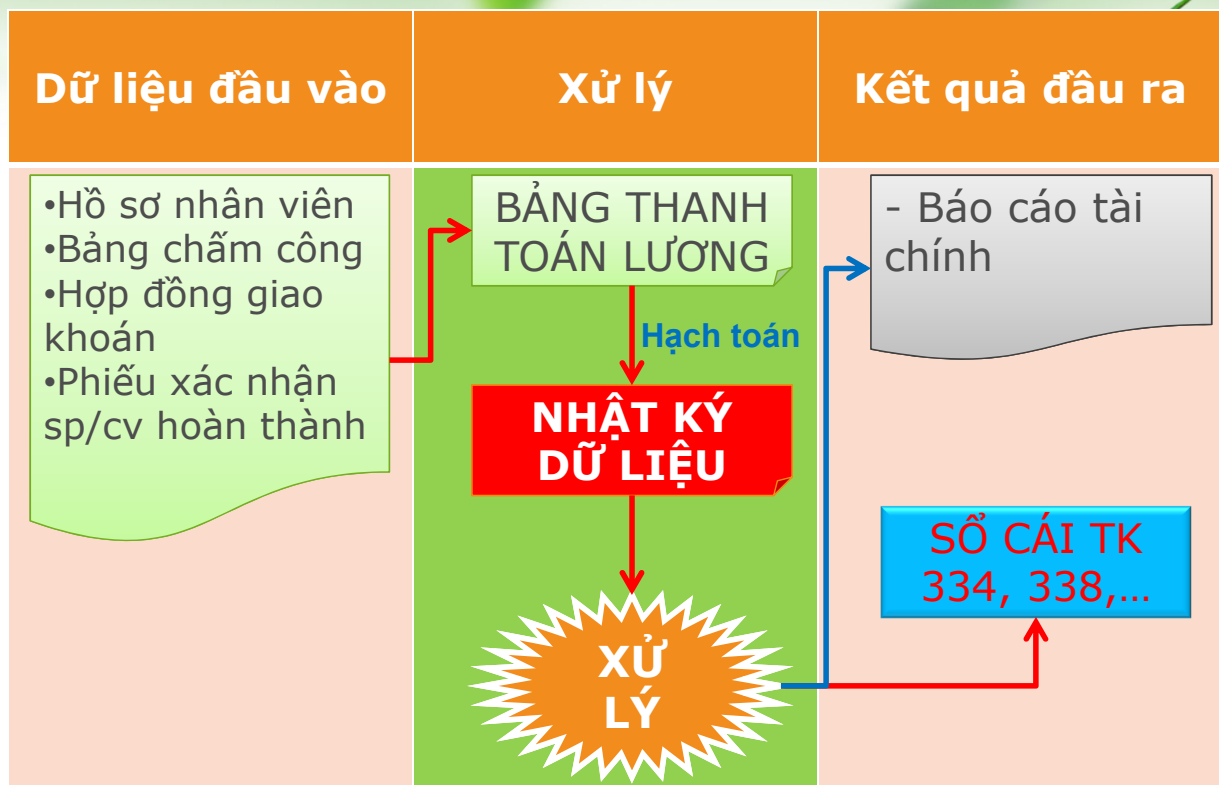 Dữ liệu đầu vào
Xử lý
Kết quả đầu ra
•Hồ sơ nhân viên
•Bảng chấm công
•Hợp đồng giao
khoán
•Phiếu xác nhận
sp/cv hoàn thành
BẢNG THANH
TOÁN LƯƠNG
Hạch toán
NHẬT KÝ
DỮ LIỆU
XỬ
LÝ
- Báo cáo tài
chính
SỔ CÁI TK
334, 338,...